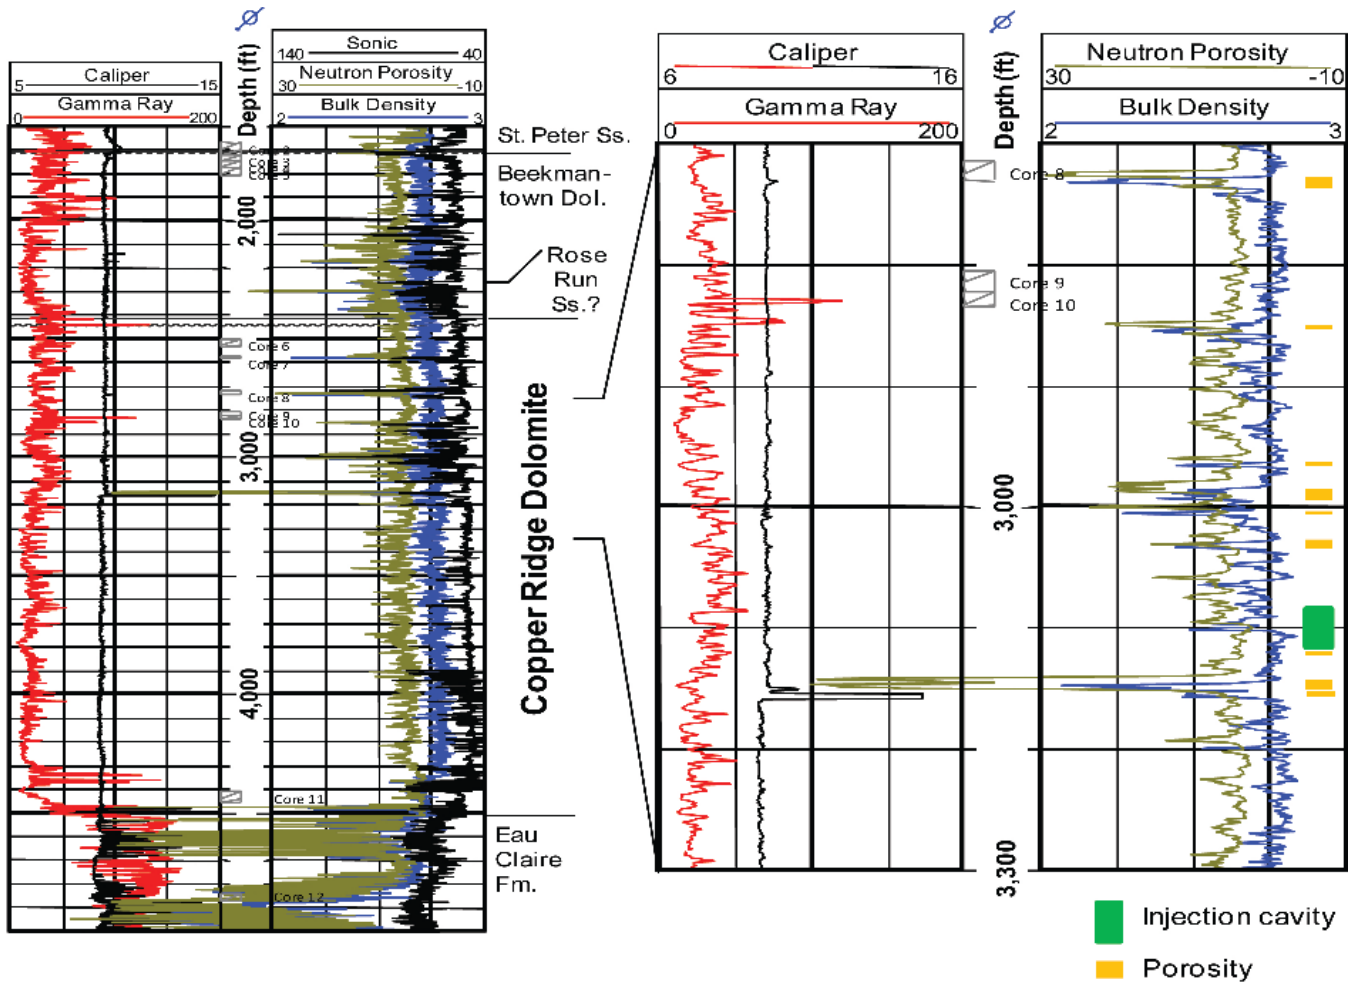 Caliper
5 15
Gamma Ray
0 200
Depth (ft)
Sonic
140 40
Neutron Porosity
30 -10
Bulk Density
2 3
St. Peter Ss.
Beekman-
town Dol.
Rose
Run
Ss.?
Core 6
Core 7
Core 8
Core 9
Core 10
Core 11
Core 12
2,000
3,000
4,000
Copper Ridge Dolomite
Eau
Claire
Fm.
Caliper
6 16
Gamma Ray
0 200
Depth (ft)
Neutron Porosity
30 -10
Bulk Density
2 3
Core 8
Core 9
Core 10
3,000
3,300
Injection cavity
Porosity